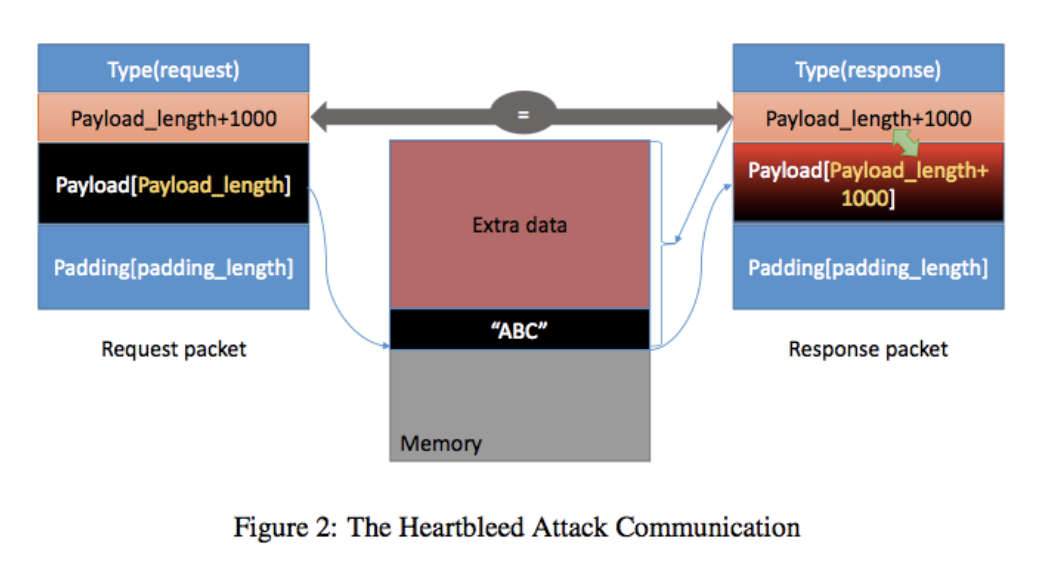 Type(request)
Payload_length+1000
Payload[Payload_length]
Padding[padding_length]
Request packet
=
Extra data
“ABC”
Memory
Type(response)
Payload_length+1000
Payload[Payload_length+
1000]
Padding[padding_length]
Response packet
Figure 2: The Heartbleed Attack Communication